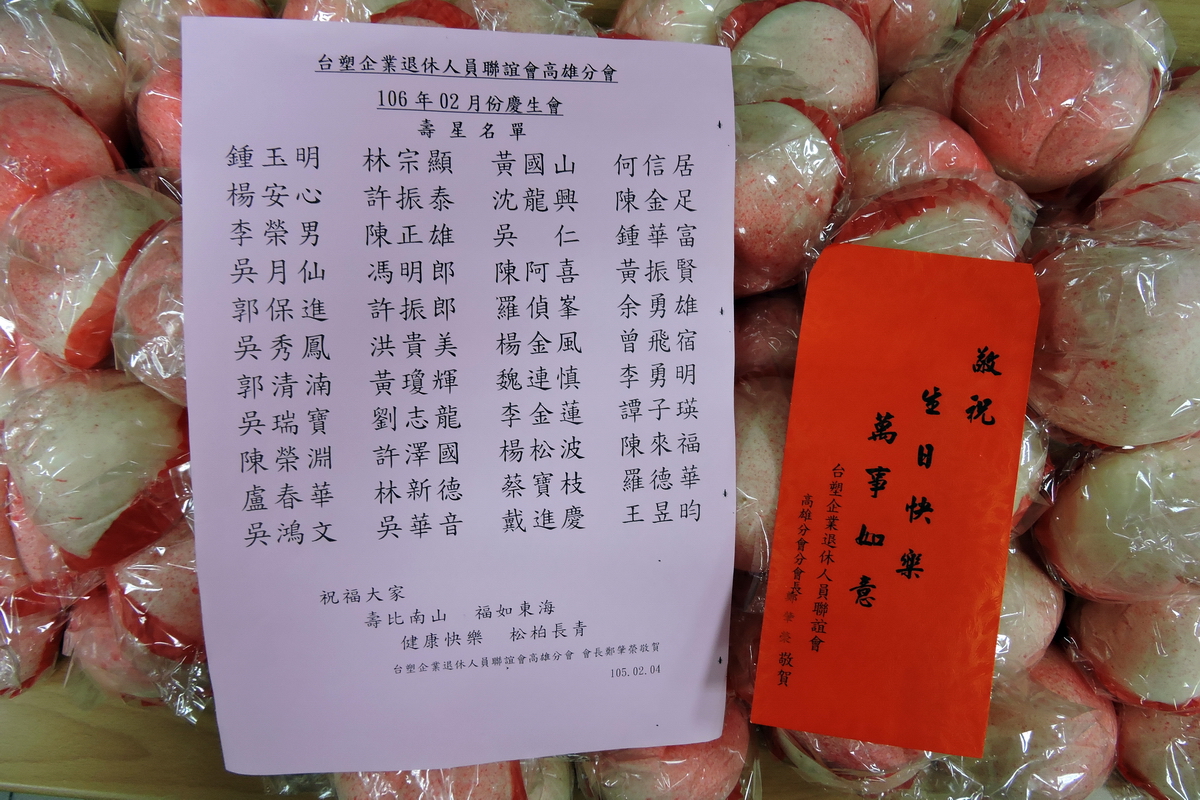 台塑企業退休人員聯誼會高雄分會
106 年 02 月份慶生會
壽 星 名 單
鍾玉明 林宗顯 黃國山 何信居
楊安心 許振泰 沈龍興 陳金足
李榮男 陳正雄 吳 仁 鍾華富
吳月仙 馮明郎 陳阿喜 黃振賢
郭保進 許振郎 羅偵峯 余勇雄
吳秀鳳 洪貴美 楊金風 曾飛宿
郭清湳 黃瓊輝 魏連慎 李勇明
吳瑞寶 劉志龍 李金蓮 譚子瑛
陳榮淵 許澤國 楊松波 陳來福
盧春華 林新德 蔡寶枝 羅德華
吳鴻文 吳華音 戴進慶 王昱昀
祝福大家
壽比南山 福如東海
健康快樂 松柏長青
台塑企業退休人員聯誼會高雄分會 會長鄭肇榮敬賀
105.02.04
敬祝
生日快樂
萬事如意
台塑企業退休人員聯誼會
高雄分會分會長 敬賀